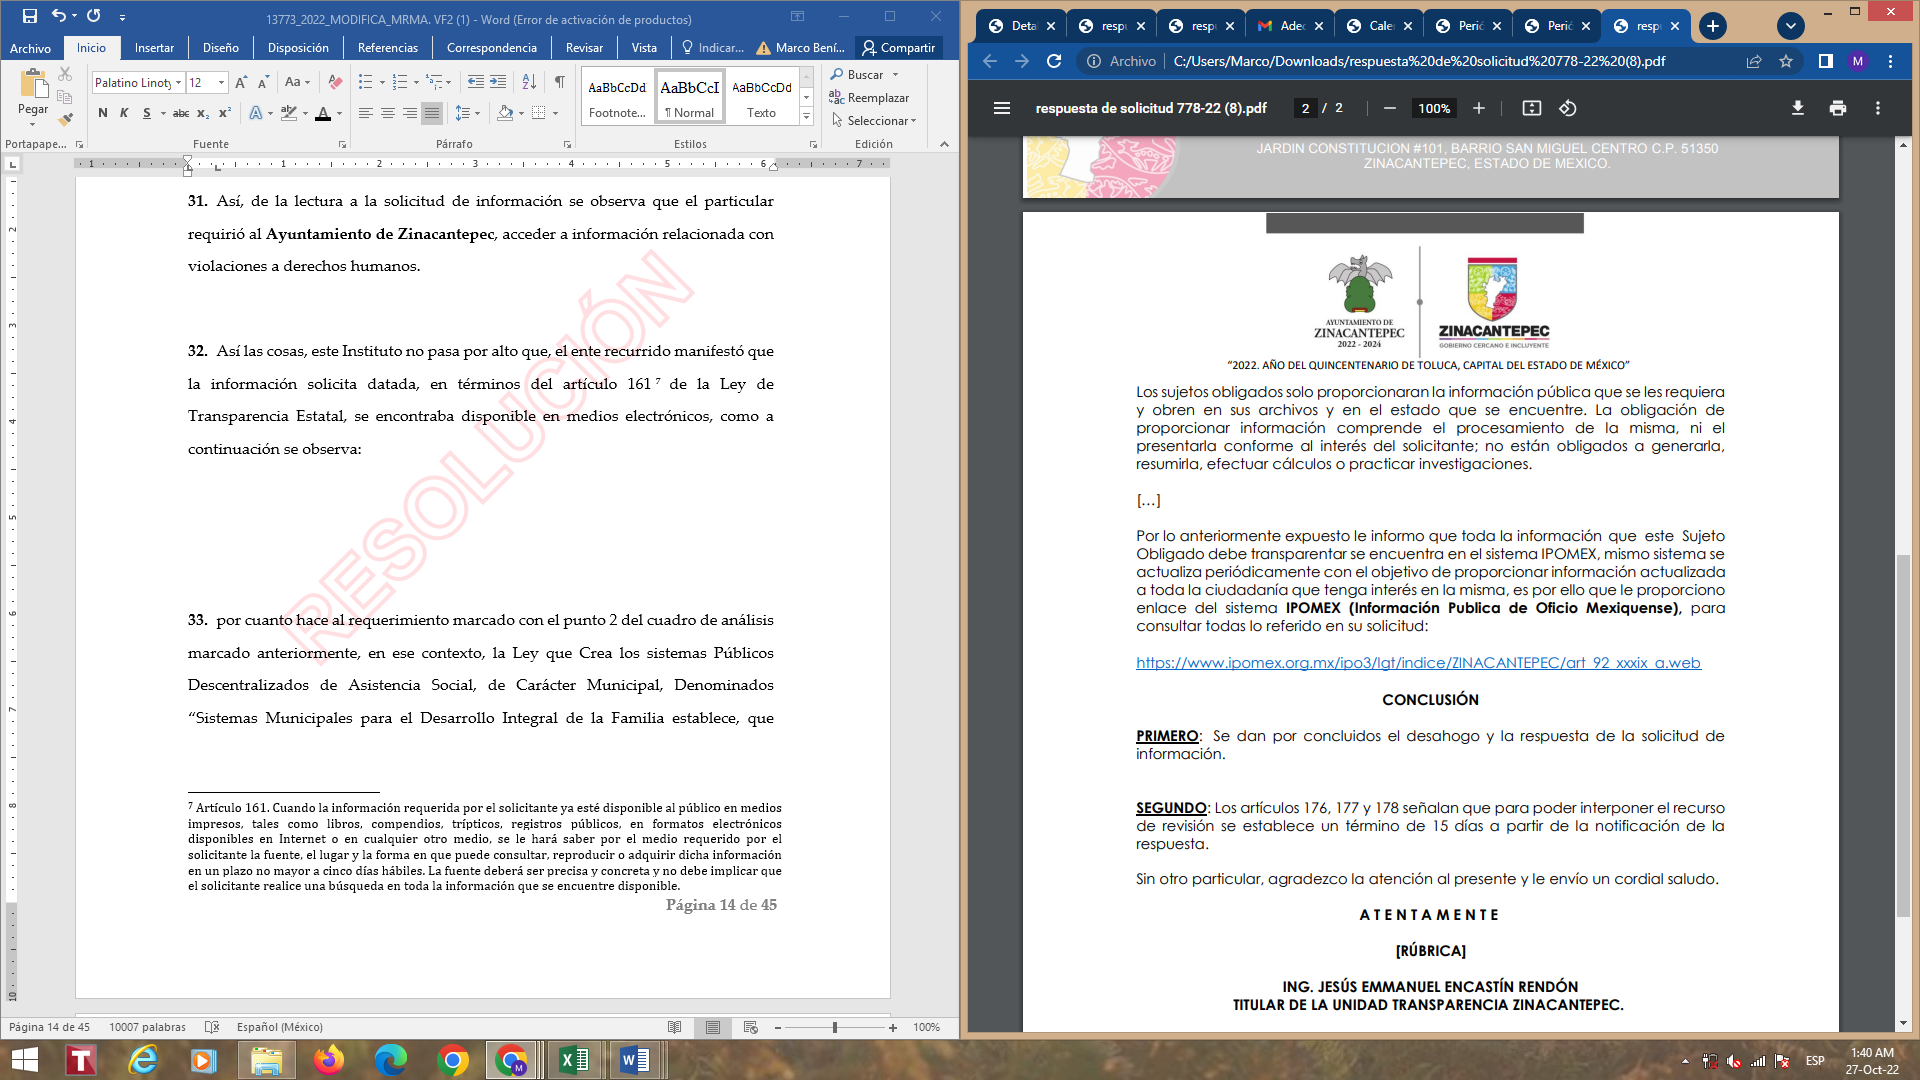 13773_2022_MODIFICA_MRMA. VF2 (1) - Word (Error de activación de productos)
Archivo Inicio Insertar Diseño Disposición Referencias Correspondencia Revisar Vista Indicar... Marco Bení... Compartir
Pegar
Palatino Linoty 12
N K S abc x₂ x²
AaBbCcDd AaBbCcI AaBbCcDd
Footnote... ¶ Normal Texto
Buscar
Reemplazar
Seleccionar
Portapape... Fuente Párrafo Estilos Edición
31. Así, de la lectura a la solicitud de información se observa que el particular
requirió al Ayuntamiento de Zinacantepec, acceder a información relacionada con
violaciones a derechos humanos.
32. Así las cosas, este Instituto no pasa por alto que, el ente recurrido manifestó que
la información solicita datada, en términos del artículo 161 ⁷ de la Ley de
Transparencia Estatal, se encontraba disponible en medios electrónicos, como a
continuación se observa:
RESOLUCIÓN
33. por cuanto hace al requerimiento marcado con el punto 2 del cuadro de análisis
marcado anteriormente, en ese contexto, la Ley que Crea los sistemas Públicos
Descentralizados de Asistencia Social, de Carácter Municipal, Denominados
“Sistemas Municipales para el Desarrollo Integral de la Familia establece, que
⁷ Artículo 161. Cuando la información requerida por el solicitante ya esté disponible al público en medios
impresos, tales como libros, compendios, trípticos, registros públicos, en formatos electrónicos
disponibles en Internet o en cualquier otro medio, se le hará saber por el medio requerido por el
solicitante la fuente, el lugar y la forma en que puede consultar, reproducir o adquirir dicha información
en un plazo no mayor a cinco días hábiles. La fuente deberá ser precisa y concreta y no debe implicar que
el solicitante realice una búsqueda en toda la información que se encuentre disponible.
Página 14 de 45
Página 14 de 45 10007 palabras Español (México) 100%
Detal respu respu Adec Caler Perió Perió respu
Archivo C:/Users/Marco/Downloads/respuesta%20de%20solicitud%20778-22%20(8).pdf
respuesta de solicitud 778-22 (8).pdf 2 / 2 100%
JARDIN CONSTITUCION #101, BARRIO SAN MIGUEL CENTRO C.P. 51350
ZINACANTEPEC, ESTADO DE MEXICO.
AYUNTAMIENTO DE
ZINACANTEPEC
2022 - 2024
ZINACANTEPEC
GOBIERNO CERCANO E INCLUYENTE
“2022. AÑO DEL QUINCENTENARIO DE TOLUCA, CAPITAL DEL ESTADO DE MÉXICO”
Los sujetos obligados solo proporcionaran la información pública que se les requiera
y obren en sus archivos y en el estado que se encuentre. La obligación de
proporcionar información comprende el procesamiento de la misma, ni el
presentarla conforme al interés del solicitante; no están obligados a generarla,
resumirla, efectuar cálculos o practicar investigaciones.
[...]
Por lo anteriormente expuesto le informo que toda la información que este Sujeto
Obligado debe transparentar se encuentra en el sistema IPOMEX, mismo sistema se
actualiza periódicamente con el objetivo de proporcionar información actualizada
a toda la ciudadanía que tenga interés en la misma, es por ello que le proporciono
enlace del sistema IPOMEX (Información Publica de Oficio Mexiquense), para
consultar todas lo referido en su solicitud:
https://www.ipomex.org.mx/ipo3/lgt/indice/ZINACANTEPEC/art_92_xxxix_a.web
CONCLUSIÓN
PRIMERO: Se dan por concluidos el desahogo y la respuesta de la solicitud de
información.
SEGUNDO: Los artículos 176, 177 y 178 señalan que para poder interponer el recurso
de revisión se establece un término de 15 días a partir de la notificación de la
respuesta.
Sin otro particular, agradezco la atención al presente y le envío un cordial saludo.
A T E N T A M E N T E
[RÚBRICA]
ING. JESÚS EMMANUEL ENCASTÍN RENDÓN
TITULAR DE LA UNIDAD TRANSPARENCIA ZINACANTEPEC.
ESP
1:40 AM
27-Oct-22